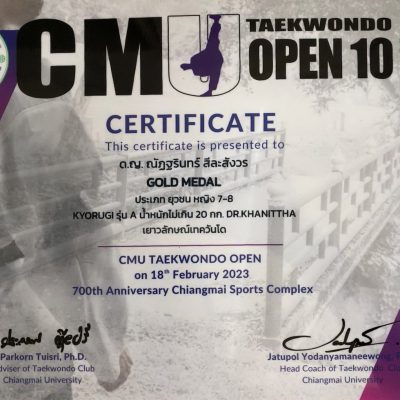 CMU TAEKWONDO
OPEN 10
CERTIFICATE
This certificate is presented to
ด.ญ. ณัฏฐรินทร์ สีละสังวร
GOLD MEDAL
ประเภท ยุวชน หญิง 7-8
KYORUGI รุ่น A น้ำหนักไม่เกิน 20 กก. DR.KHANITTHA
เยาวลักษณ์เทควันโด
CMU TAEKWONDO OPEN
on 18th February 2023
700th Anniversary Chiangmai Sports Complex
Parkorn Tuisri, Ph.D.
dviser of Taekwondo Club
Chiangmai University
Jatupol Yodanyamaneewong,
Head Coach of Taekwondo Club
Chiangmai University